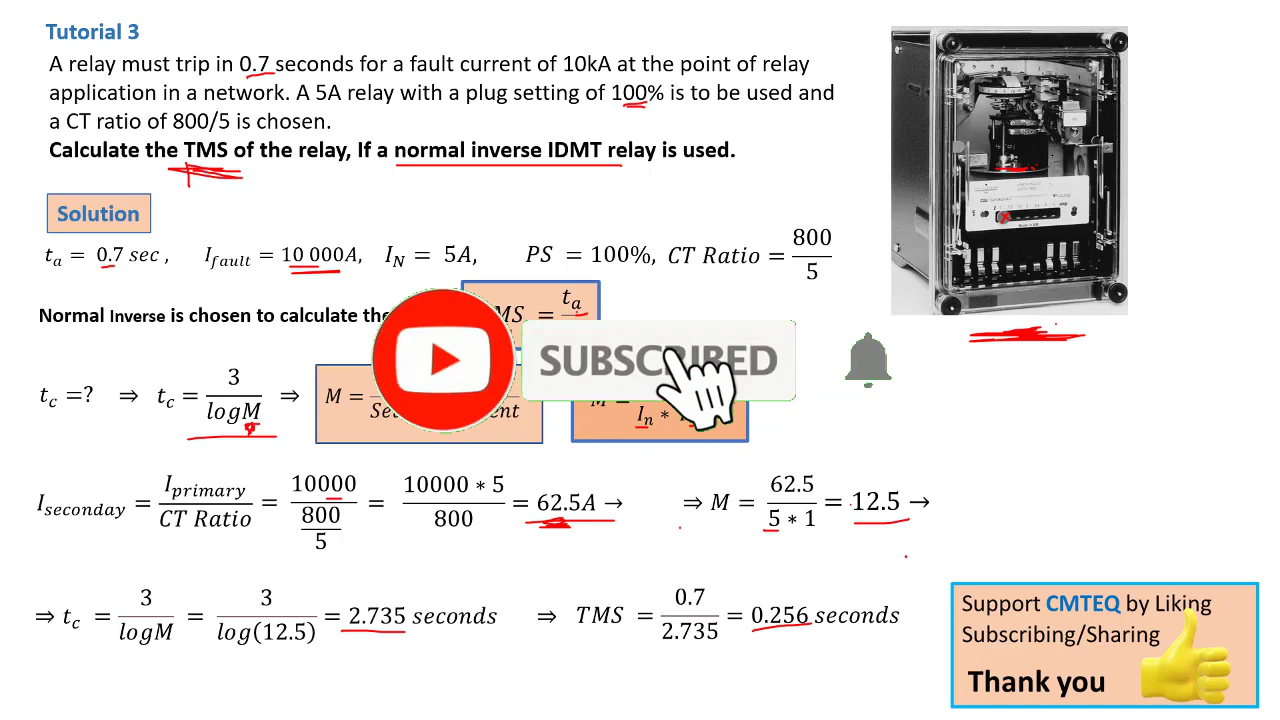 Tutorial 3
A relay must trip in 0.7 seconds for a fault current of 10kA at the point of relay
application in a network. A 5A relay with a plug setting of 100% is to be used and
a CT ratio of 800/5 is chosen.
Calculate the TMS of the relay, If a normal inverse IDMT relay is used.
Solution
t_a = 0.7 sec , I_fault = 10 000A, I_N = 5A, PS = 100%, CT Ratio = 800/5
Normal Inverse is chosen to calculate the
MS = t_a
SUBSCRIBED
t_c =? ⇒ t_c = 3/logM ⇒ M =
I_n *
I_seconday = I_primary/CT Ratio = 10000/(800/5) = 10000 * 5/800 = 62.5A → ⇒ M = 62.5/(5 * 1) = 12.5 →
⇒ t_c = 3/logM = 3/log(12.5) = 2.735 seconds ⇒ TMS = 0.7/2.735 = 0.256 seconds
Support CMTEQ by Liking
Subscribing/Sharing
Thank you